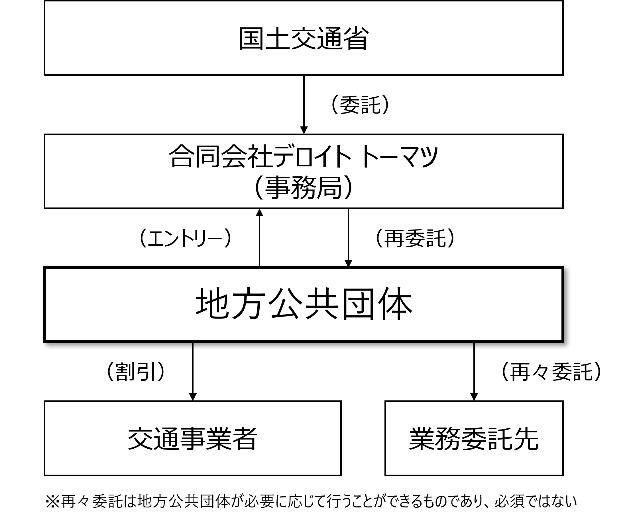 国土交通省
（委託）
合同会社デロイト トーマツ
（事務局）
（エントリー）
（再委託）
地方公共団体
（割引）
（再々委託）
交通事業者
業務委託先
※再々委託は地方公共団体が必要に応じて行うことができるものであり、必須ではない